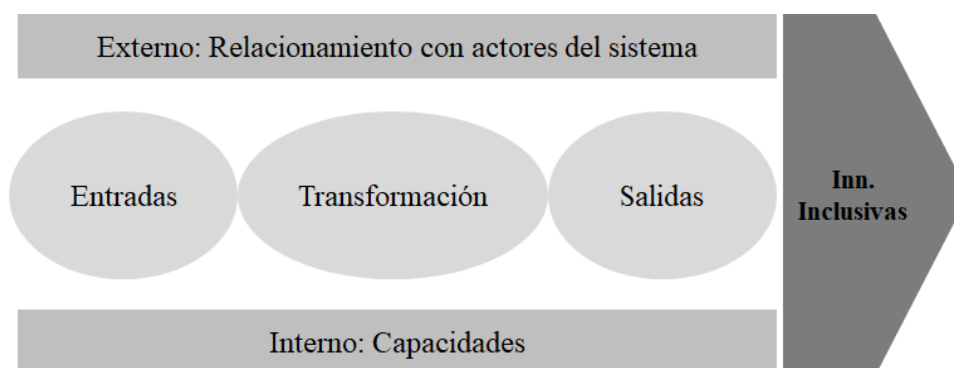 Externo: Relacionamiento con actores del sistema
Entradas
Transformación
Salidas
Inn.
Inclusivas
Interno: Capacidades